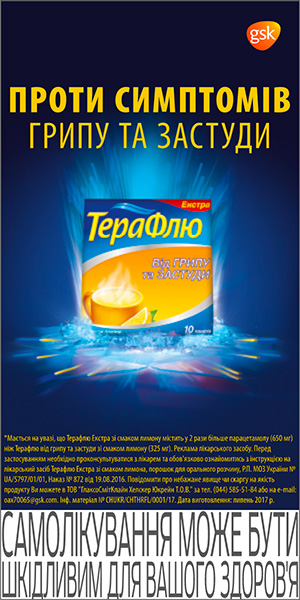 gsk
ПРОТИ СИМПТОМІВ
ГРИПУ ТА ЗАСТУДИ
Екстра
ТераФлю
Від ГРИПУ
та ЗАСТУДИ
10 пакетів
*Мається на увазі, що Терафлю Екстра зі смаком лимону містить у 2 рази більше парацетамолу (650 мг)
ніж Терафлю від грипу та застуди зі смаком лимону (325 мг). Реклама лікарського засобу. Перед
застосуванням необхідно проконсультуватися з лікарем та обов'язково ознайомитись з інструкцією на
лікарський засіб Терафлю Екстра зі смаком лимону, порошок для орального розчину, Р.П. МОЗ України №
UA/5797/01/01, Наказ № 872 від 19.08.2016. Повідомити про небажане явище чи скаргу на якість
продукту Ви можете в ТОВ "ГлаксоСмітКляйн Хелскер Юкрейн Т.О.В." за тел. (044) 585-51-84 або на e-mail:
oax70065@gsk.com. Інф. матеріал № CHUKR/CHTHRFL/0001/17. Дата виготовлення: липень 2017 р.
САМОЛІКУВАННЯ МОЖЕ БУТИ
ШКІДЛИВИМ ДЛЯ ВАШОГО ЗДОРОВ'Я